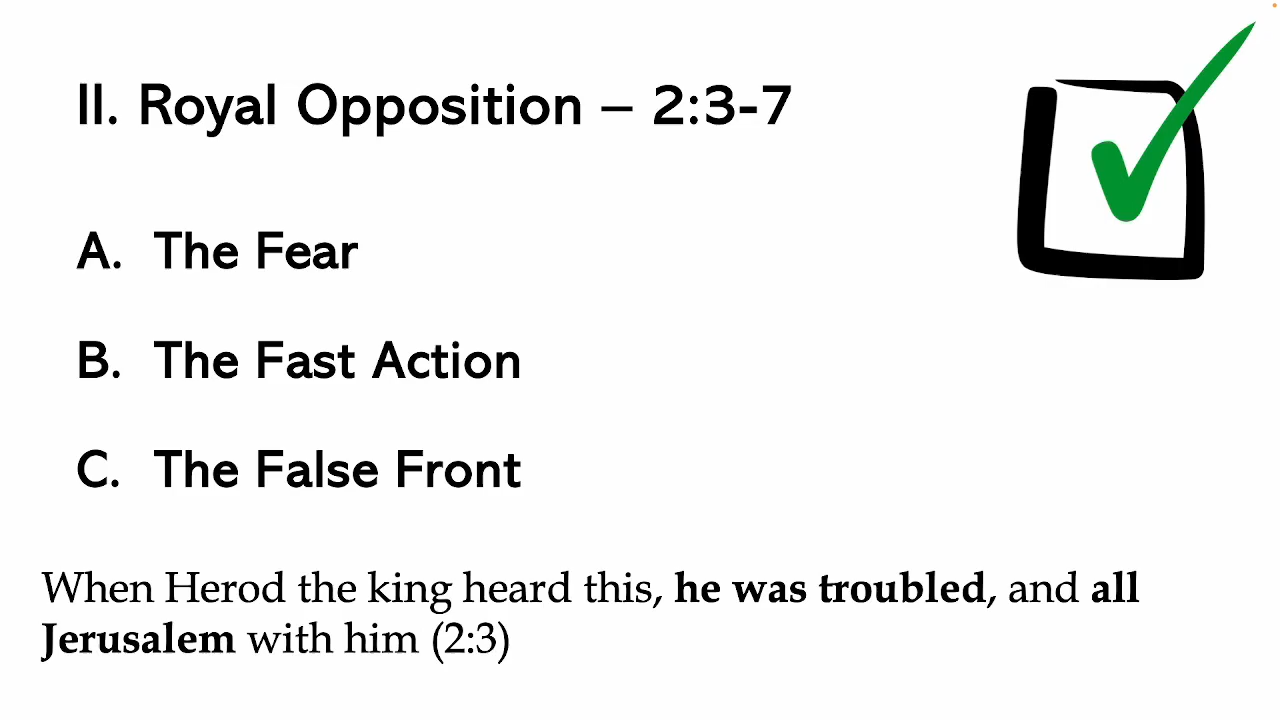 II. Royal Opposition – 2:3-7
A. The Fear
B. The Fast Action
C. The False Front
When Herod the king heard this, he was troubled, and all
Jerusalem with him (2:3)